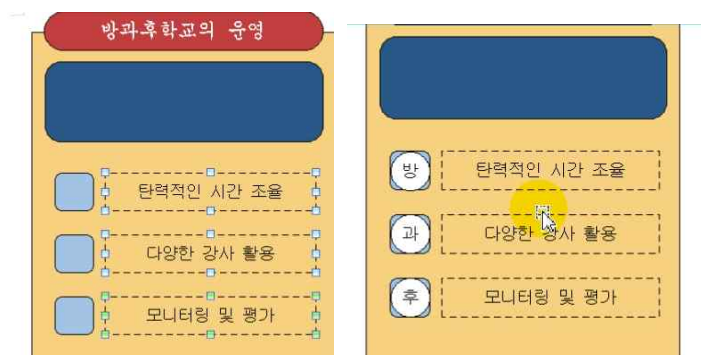 방과후학교의 운영
탄력적인 시간 조율
다양한 강사 활용
모니터링 및 평가
방 탄력적인 시간 조율
과 다양한 강사 활용
후 모니터링 및 평가